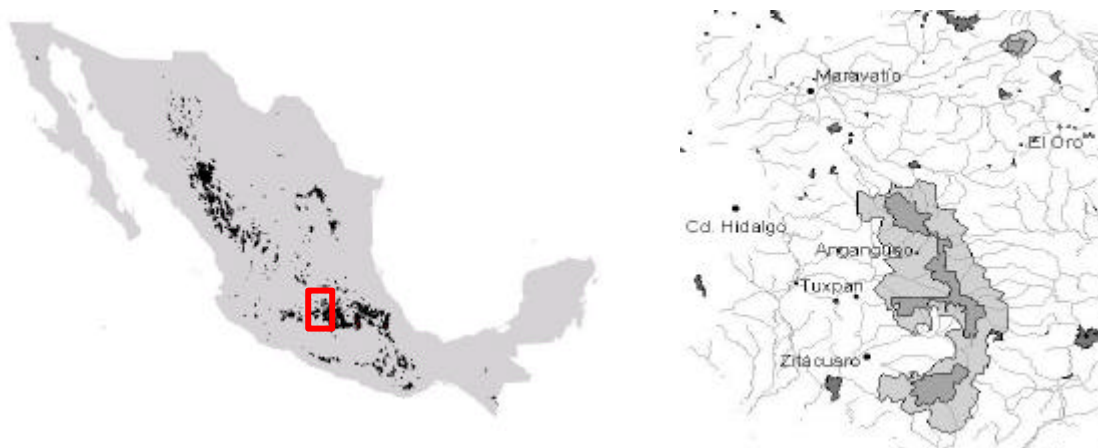 Maravatío
El Oro
Cd. Hidalgo
Angangueo
Tuxpan
Zitácuaro